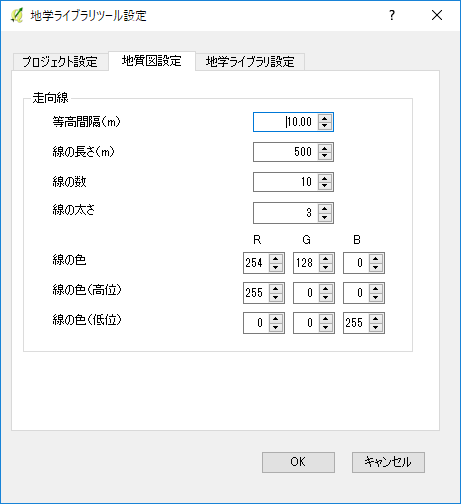 地学ライブラリツール設定
プロジェクト設定 地質図設定 地学ライブラリ設定
走向線
等高間隔(m) 10.00
線の長さ(m) 500
線の数 10
線の太さ 3
R G B
線の色 254 128 0
線の色(高位) 255 0 0
線の色(低位) 0 0 255
OK キャンセル